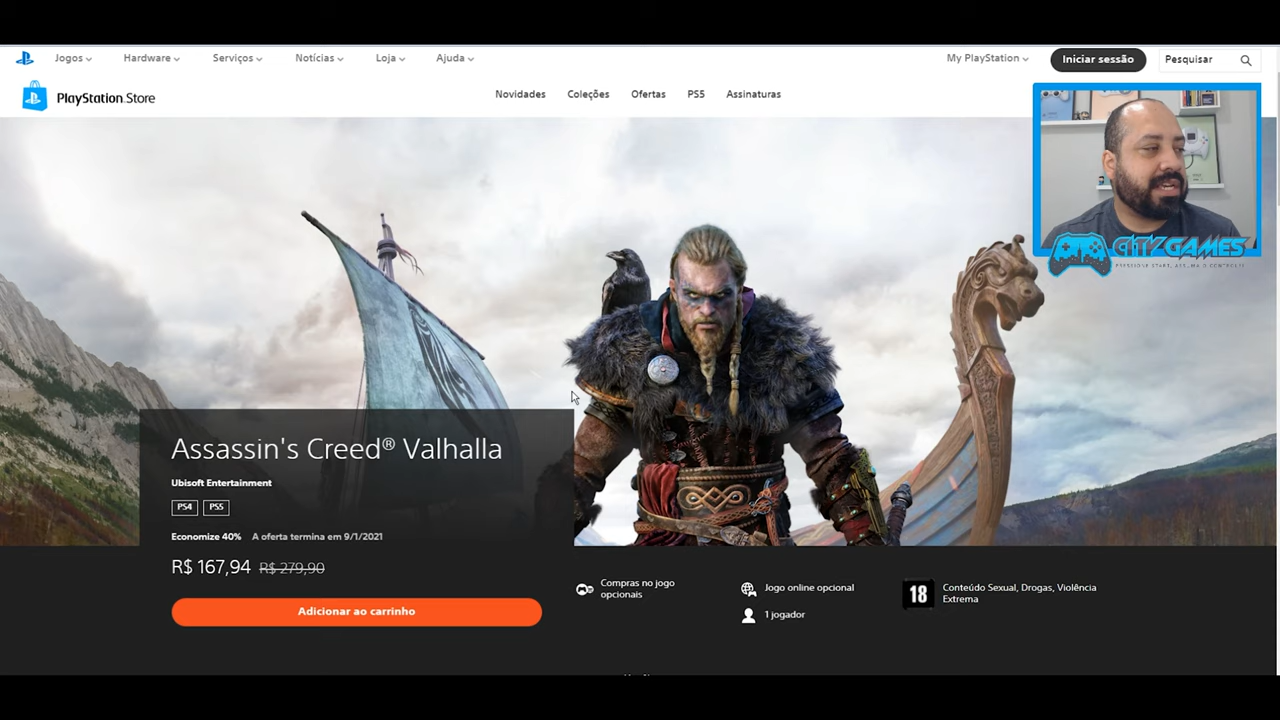 Jogos
Hardware
Serviços
Notícias
Loja
Ajuda
My PlayStation
Iniciar sessão
Pesquisar
PlayStation Store
Novidades
Coleções
Ofertas
PS5
Assinaturas
CITY GAMES
Assassin's Creed® Valhalla
Ubisoft Entertainment
PS4
PS5
Economize 40% A oferta termina em 9/1/2021
R$ 167,94 R$ 279,90
Adicionar ao carrinho
Compras no jogo
opcionais
Jogo online opcional
1 jogador
18
Conteúdo Sexual, Drogas, Violência
Extrema